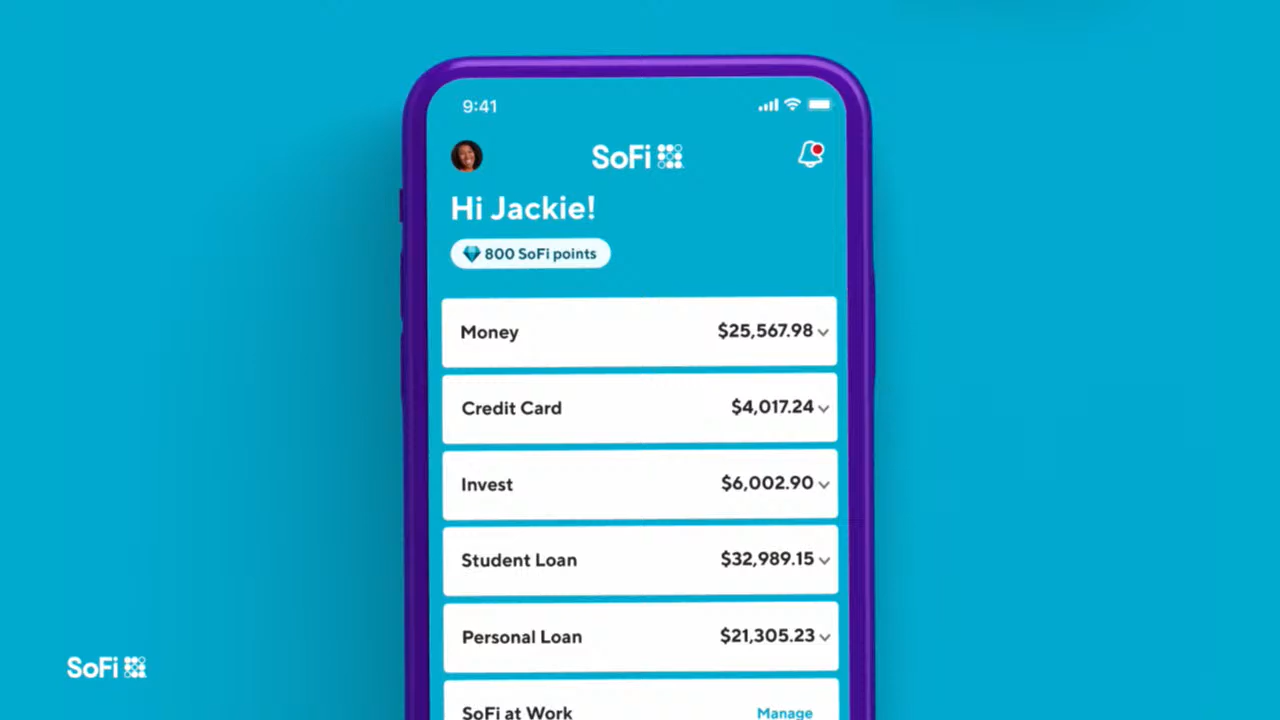 9:41
SoFi
Hi Jackie!
800 SoFi points
Money $25,567.98
Credit Card $4,017.24
Invest $6,002.90
Student Loan $32,989.15
Personal Loan $21,305.23
SoFi at Work Manage
SoFi